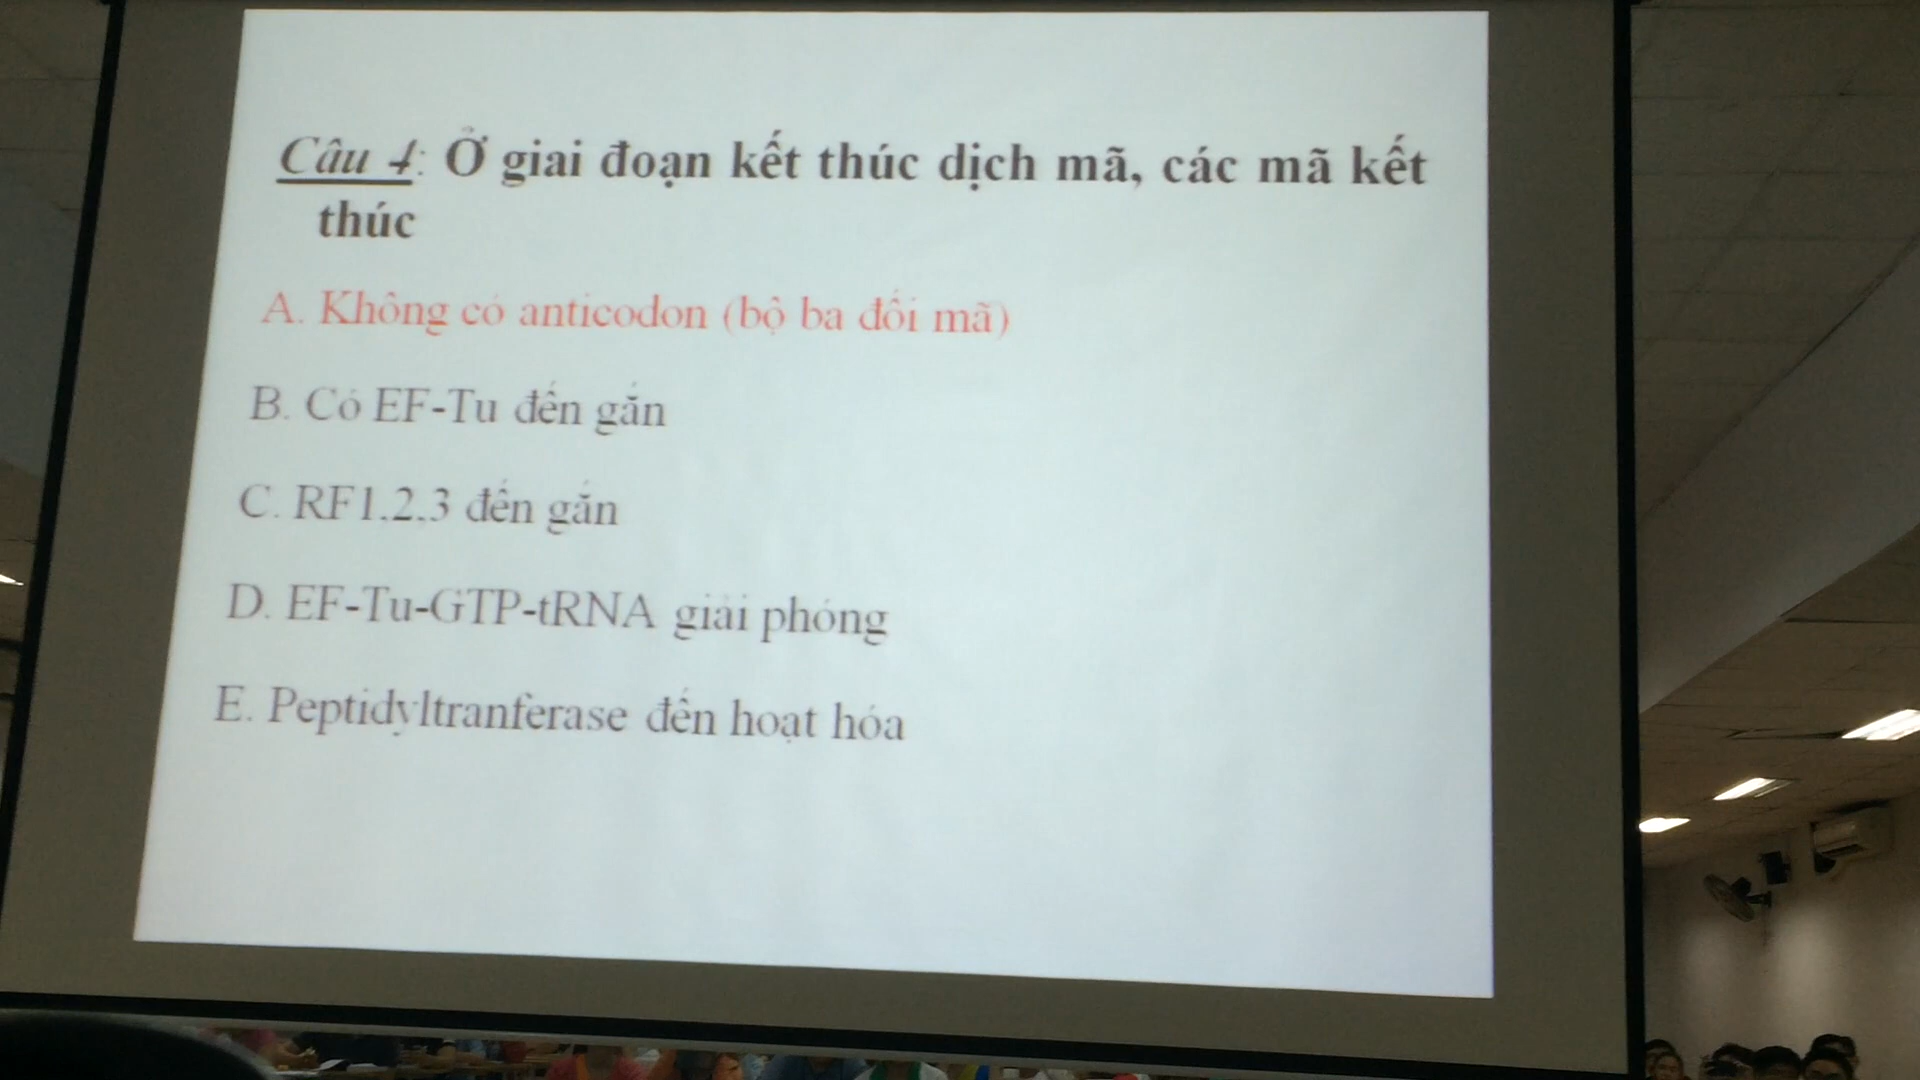 Câu 4: Ở giai đoạn kết thúc dịch mã, các mã kết
thúc
A. Không có anticodon (bộ ba đối mã)
B. Có EF-Tu đến gắn
C. RF1,2,3 đến gắn
D. EF-Tu-GTP-tRNA giải phóng
E. Peptidyltranferase đến hoạt hóa